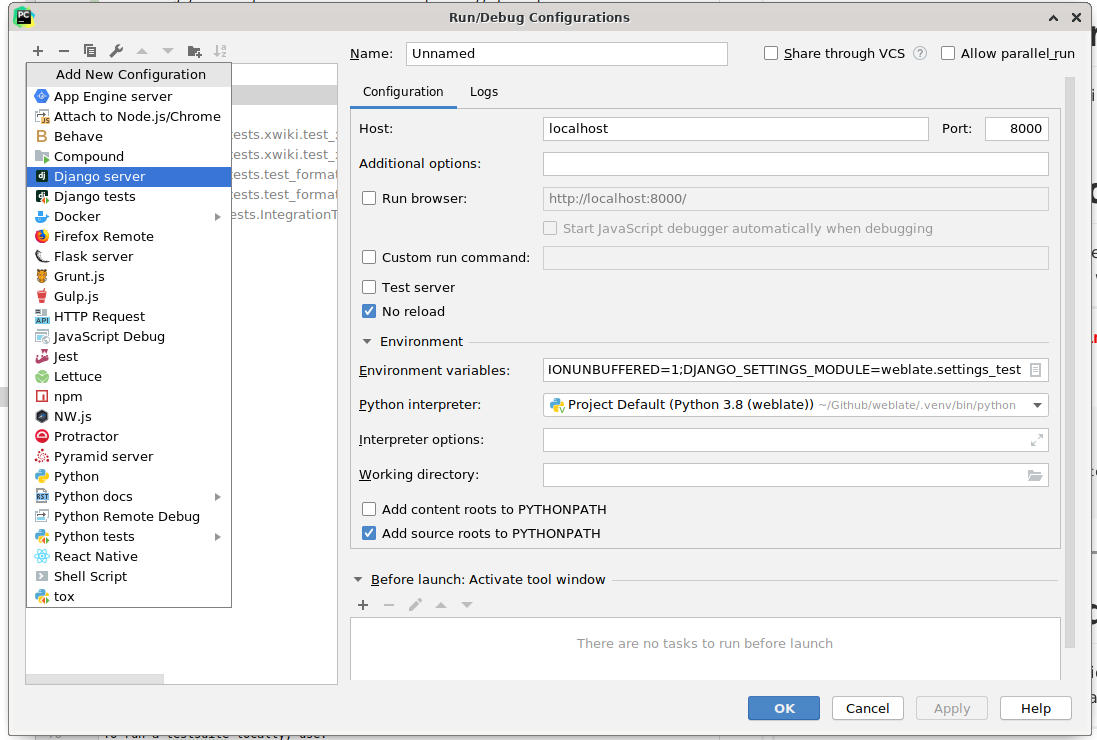 PC
Run/Debug Configurations
Name:
Unnamed
Share through VCS
?
Allow parallel run
Add New Configuration
App Engine server
Attach to Node.js/Chrome
Behave
Compound
Django server
Django tests
Docker
Firefox Remote
Flask server
Grunt.js
Gulp.js
HTTP Request
JavaScript Debug
Jest
Lettuce
npm
NW.js
Protractor
Pyramid server
Python
Python docs
Python Remote Debug
Python tests
React Native
Shell Script
tox
ests.xwiki.test_
ests.xwiki.test_
ests.test_format
ests.test_format
ests.IntegrationT
Configuration
Logs
Host:
localhost
Port:
8000
Additional options:
Run browser:
http://localhost:8000/
Start JavaScript debugger automatically when debugging
Custom run command:
Test server
No reload
Environment
Environment variables:
IONUNBUFFERED=1;DJANGO_SETTINGS_MODULE=weblate.settings_test
Python interpreter:
Project Default (Python 3.8 (weblate)) ~/Github/weblate/.venv/bin/python
Interpreter options:
Working directory:
Add content roots to PYTHONPATH
Add source roots to PYTHONPATH
Before launch: Activate tool window
There are no tasks to run before launch
OK
Cancel
Apply
Help